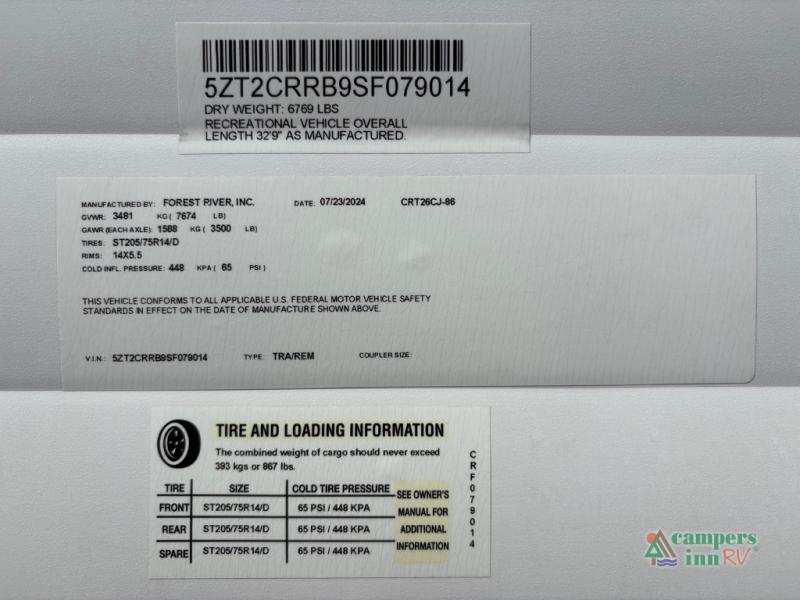 5ZT2CRRB9SF079014
DRY WEIGHT: 6769 LBS
RECREATIONAL VEHICLE OVERALL
LENGTH 32'9" AS MANUFACTURED.
MANUFACTURED BY: FOREST RIVER, INC. DATE: 07/23/2024 CRT26CJ-86
GVWR: 3481 KG ( 7674 LB)
GAWR (EACH AXLE): 1588 KG ( 3500 LB)
TIRES: ST205/75R14/D
RIMS: 14X5.5
COLD INFL. PRESSURE: 448 KPA ( 65 PSI )
THIS VEHICLE CONFORMS TO ALL APPLICABLE U.S. FEDERAL MOTOR VEHICLE SAFETY
STANDARDS IN EFFECT ON THE DATE OF MANUFACTURE SHOWN ABOVE.
V.I.N.: 5ZT2CRRB9SF079014 TYPE: TRA/REM COUPLER SIZE:
TIRE AND LOADING INFORMATION
The combined weight of cargo should never exceed
393 kgs or 867 lbs.
TIRE SIZE COLD TIRE PRESSURE
FRONT ST205/75R14/D 65 PSI / 448 KPA
REAR ST205/75R14/D 65 PSI / 448 KPA
SPARE ST205/75R14/D 65 PSI / 448 KPA
SEE OWNER'S
MANUAL FOR
ADDITIONAL
INFORMATION
CRF079014
campers
inn RV